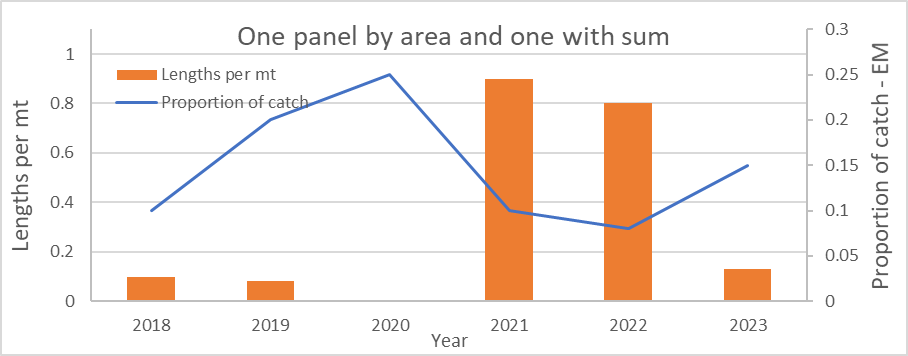 One panel by area and one with sum
Lengths per mt
Proportion of catch
Lengths per mt
1
0.8
0.6
0.4
0.2
0
Proportion of catch - EM
0.3
0.25
0.2
0.15
0.1
0.05
0
2018 2019 2020 2021 2022 2023
Year